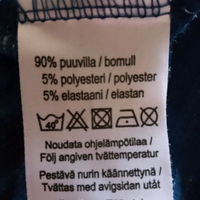 90% puuvilla / bomull
5% polyesteri / polyester
5% elastaani / elastan
40
Noudata ohjelämpötilaa /
Följ angiven tvättemperatur
Pestävä nurin käännettynä /
Tvättas med avigsidan utåt